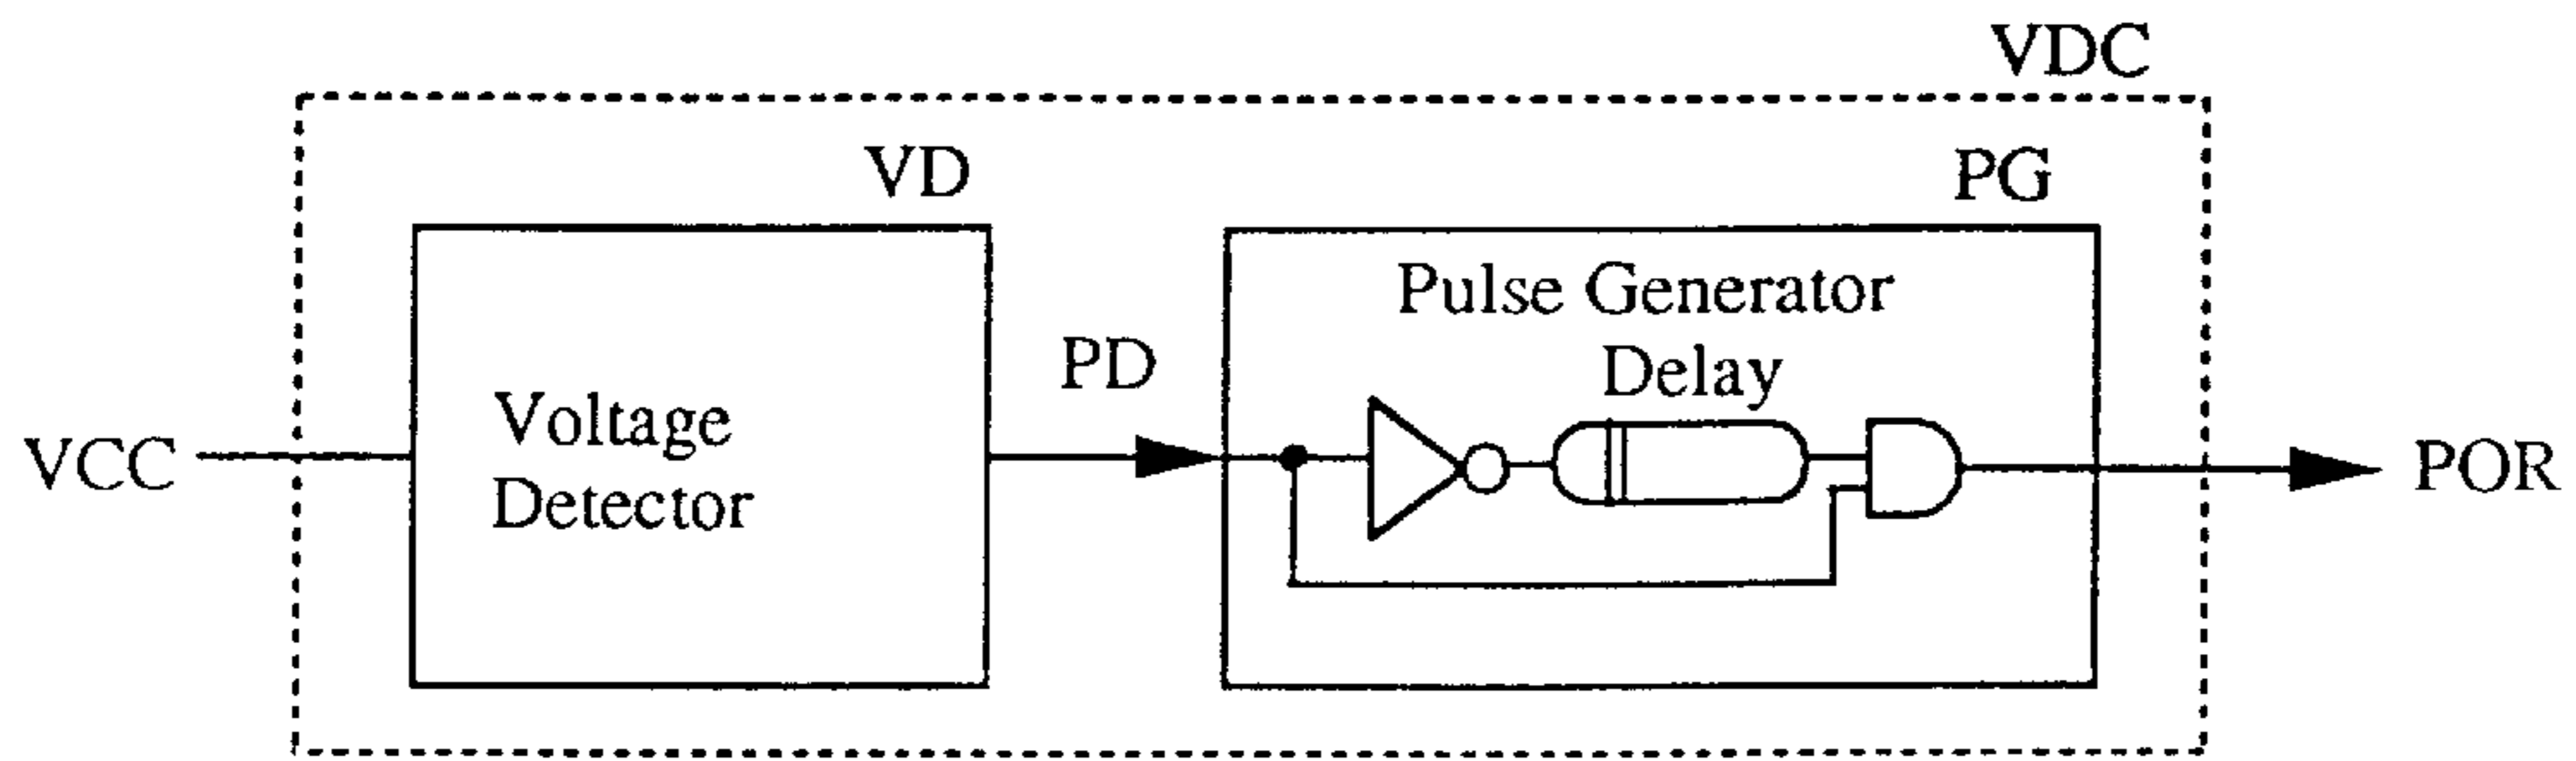 VDC
VD
PG
Pulse Generator
Delay
PD
Voltage
Detector
VCC
POR